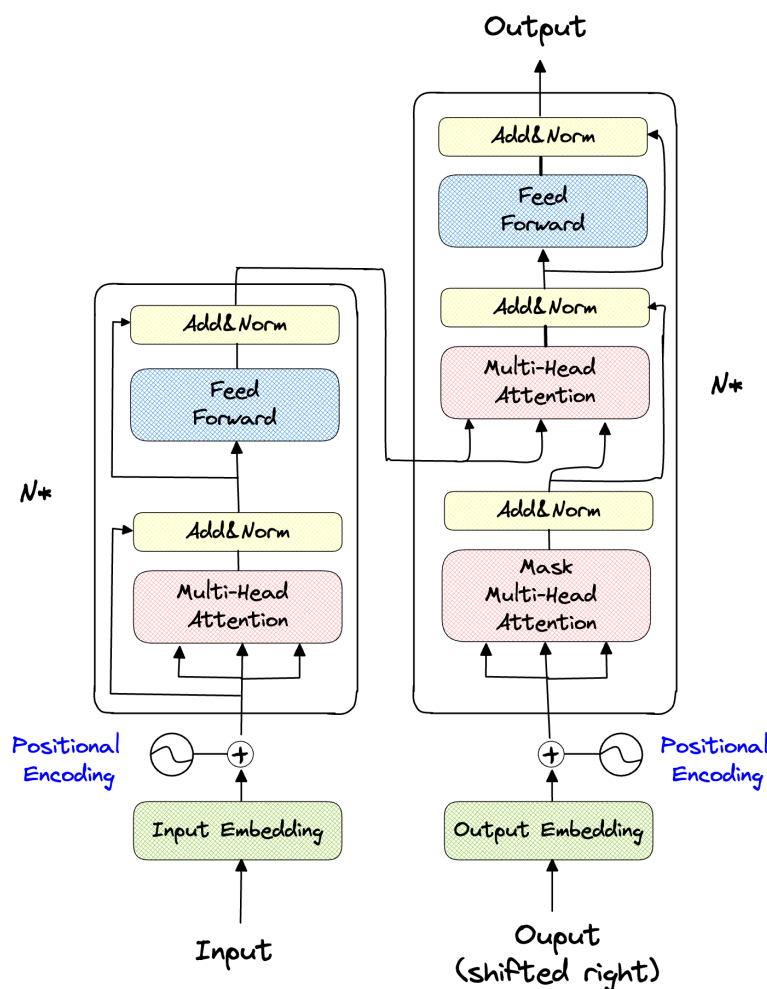 Output
Add&Norm
Feed
Forward
Add&Norm
Multi-Head
Attention
N*
Add&Norm
Mask
Multi-Head
Attention
Add&Norm
Feed
Forward
N*
Add&Norm
Multi-Head
Attention
Positional
Encoding
+
Input Embedding
Input
+
Positional
Encoding
Output Embedding
Ouput
(shifted right)